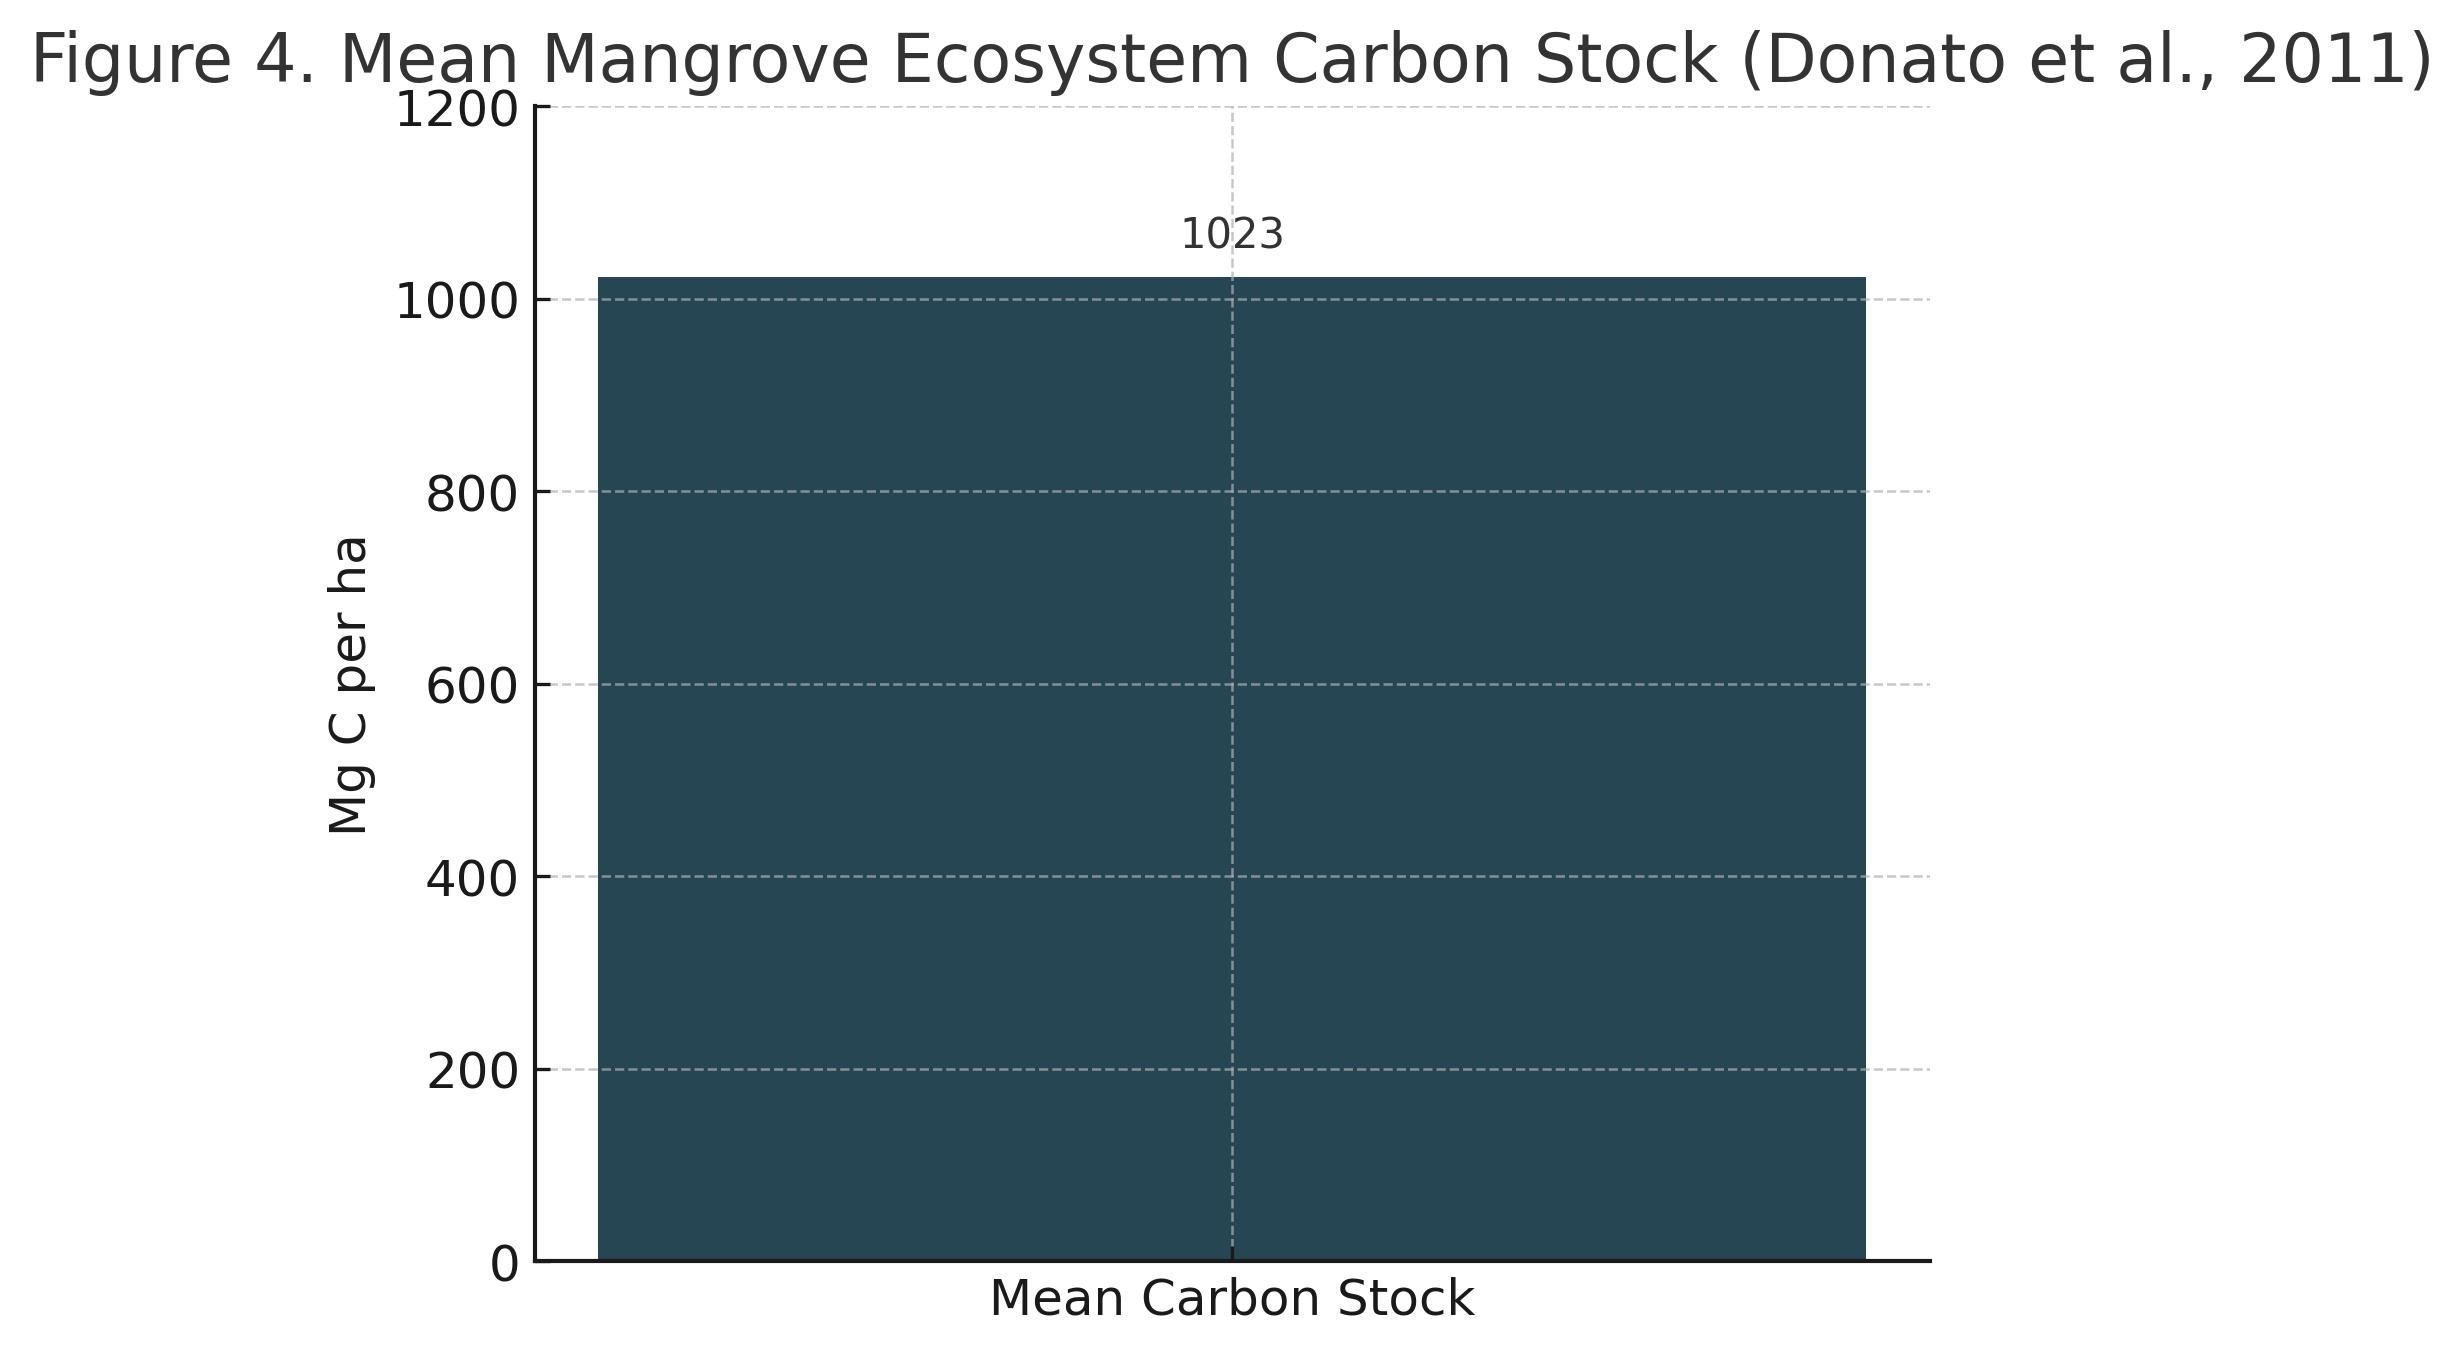 Figure 4. Mean Mangrove Ecosystem Carbon Stock (Donato et al., 2011)
1200
1023
1000
800
600
400
200
0
Mg C per ha
Mean Carbon Stock